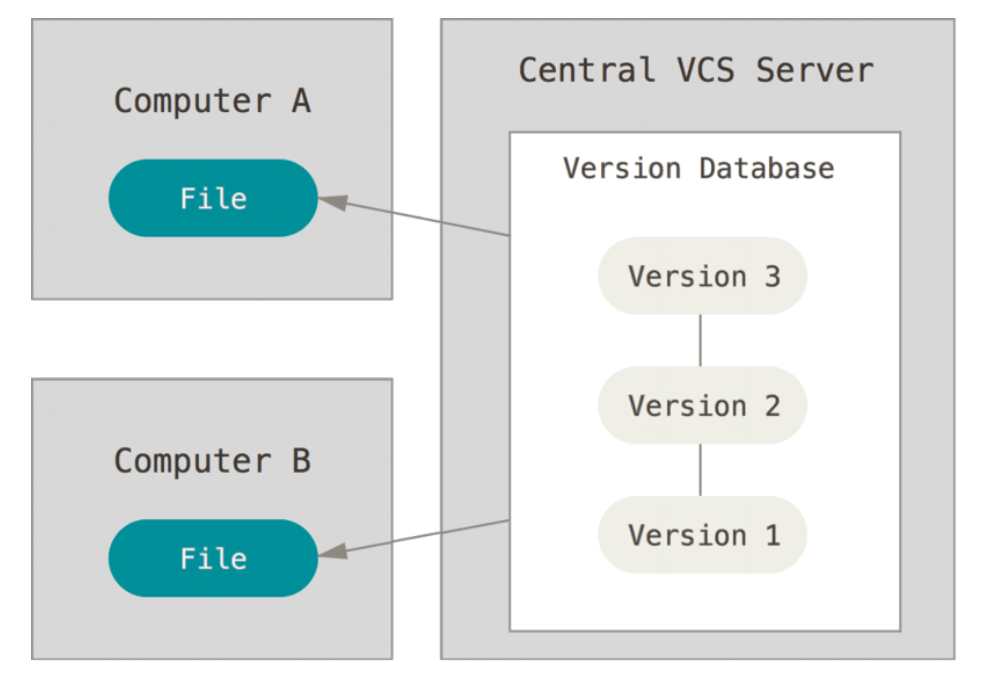 Computer A
File
Computer B
File
Central VCS Server
Version Database
Version 3
Version 2
Version 1